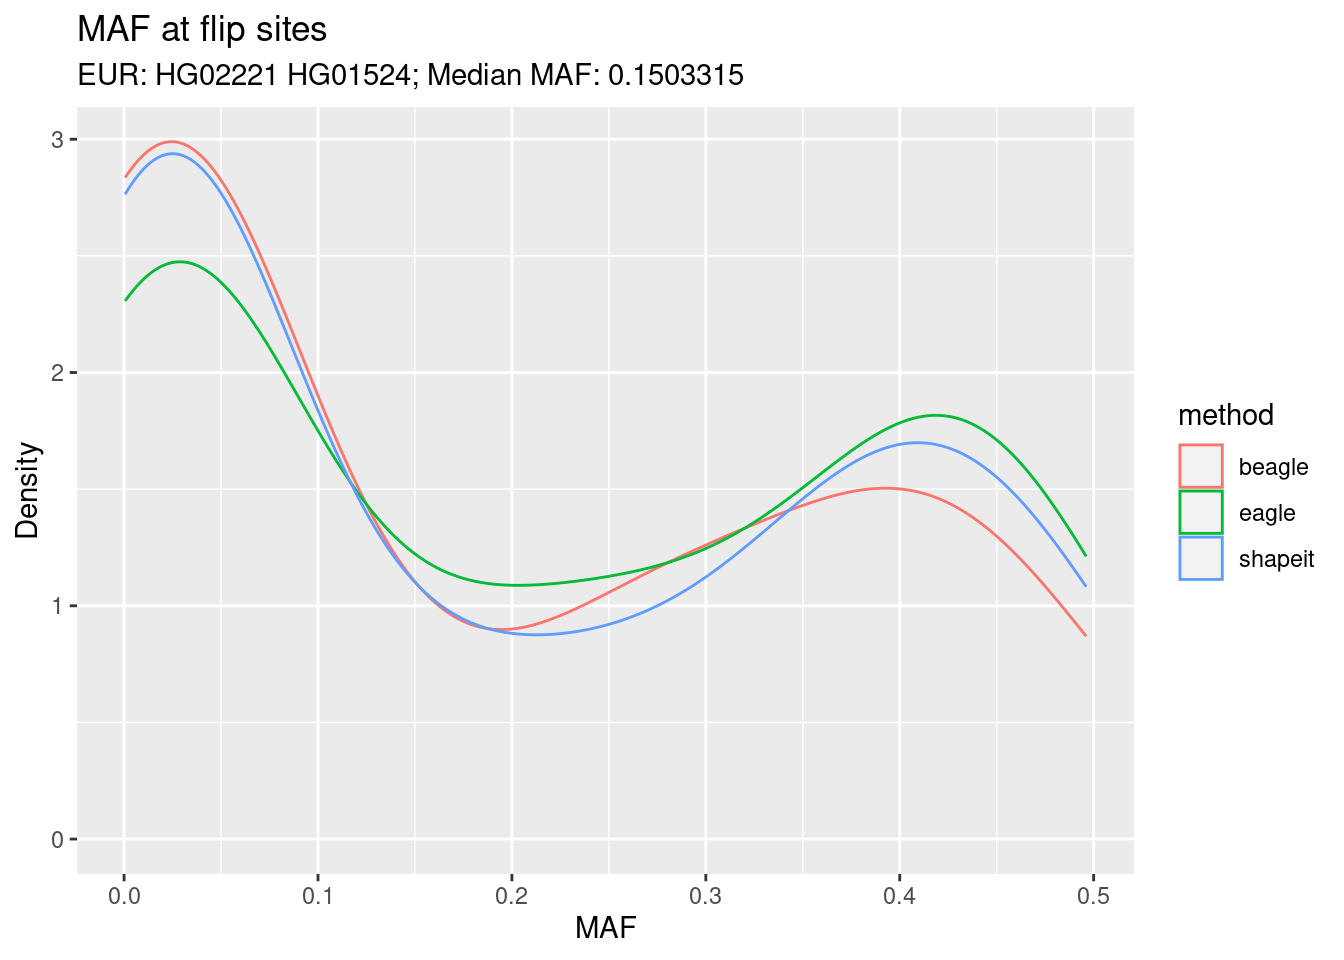 MAF at flip sites
EUR: HG02221 HG01524; Median MAF: 0.1503315
3
2
1
0
Density
0.0 0.1 0.2 0.3 0.4 0.5
MAF
method
beagle
eagle
shapeit